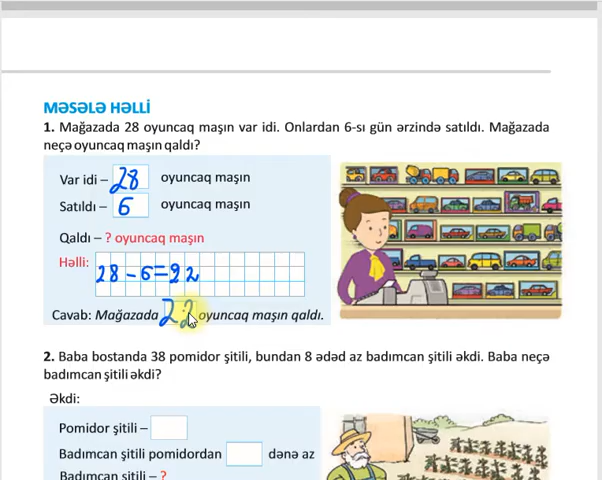 MƏSƏLƏ HƏLLİ
1. Mağazada 28 oyuncaq maşın var idi. Onlardan 6-sı gün ərzində satıldı. Mağazada
neçə oyuncaq maşın qaldı?
Var idi – 28 oyuncaq maşın
Satıldı – 6 oyuncaq maşın
Qaldı – ? oyuncaq maşın
Həlli: 28 - 6 = 22
Cavab: Mağazada 22 oyuncaq maşın qaldı.
2. Baba bostanda 38 pomidor şitili, bundan 8 ədəd az badımcan şitili əkdi. Baba neçə
badımcan şitili əkdi?
Əkdi:
Pomidor şitili –
Badımcan şitili pomidordan dənə az
Badımcan şitili – ?